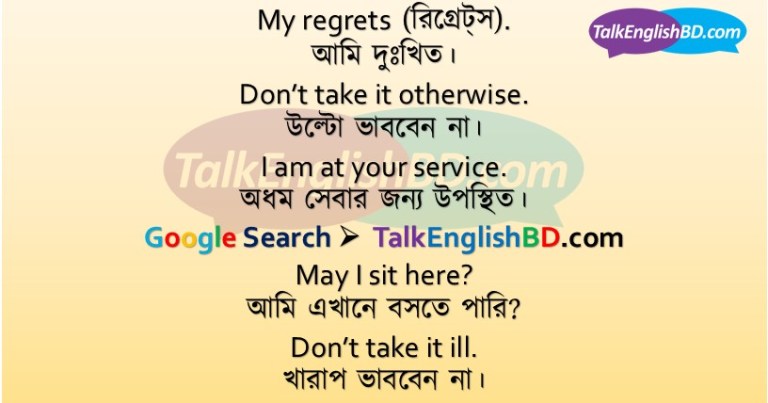 My regrets (রিগ্রেট্স).
TalkEnglishBD.com
আমি দুঃখিত।
Don't take it otherwise.
উল্টো ভাববেন না।
TalkEnglishBD.com
I am at your service.
অধম সেবার জন্য উপস্থিত।
Google Search ➢ TalkEnglishBD.com
May I sit here?
আমি এখানে বসতে পারি?
Don't take it ill.
খারাপ ভাববেন না।